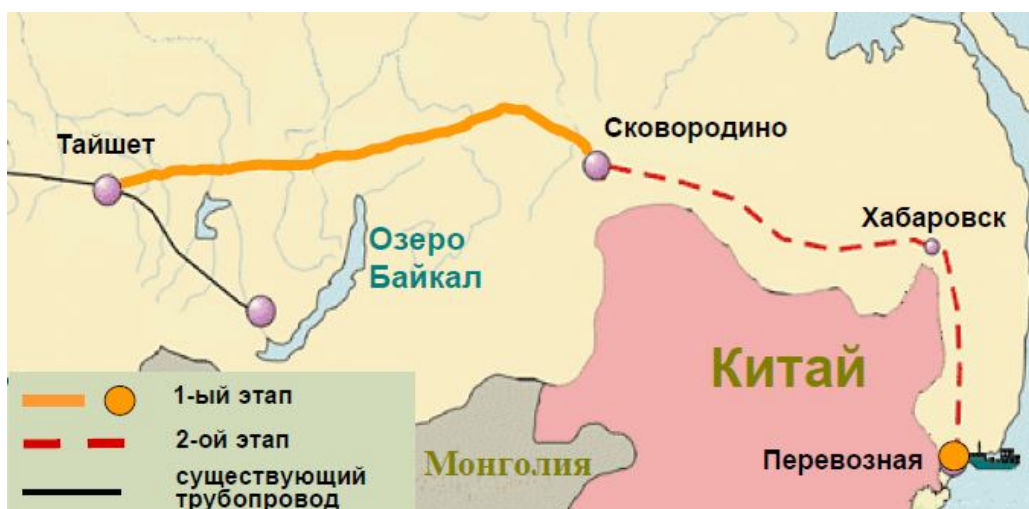 Тайшет
Сковородино
Хабаровск
Озеро
Байкал
Китай
1-ый этап
2-ой этап
Монголия
Перевозная
существующий
трубопровод